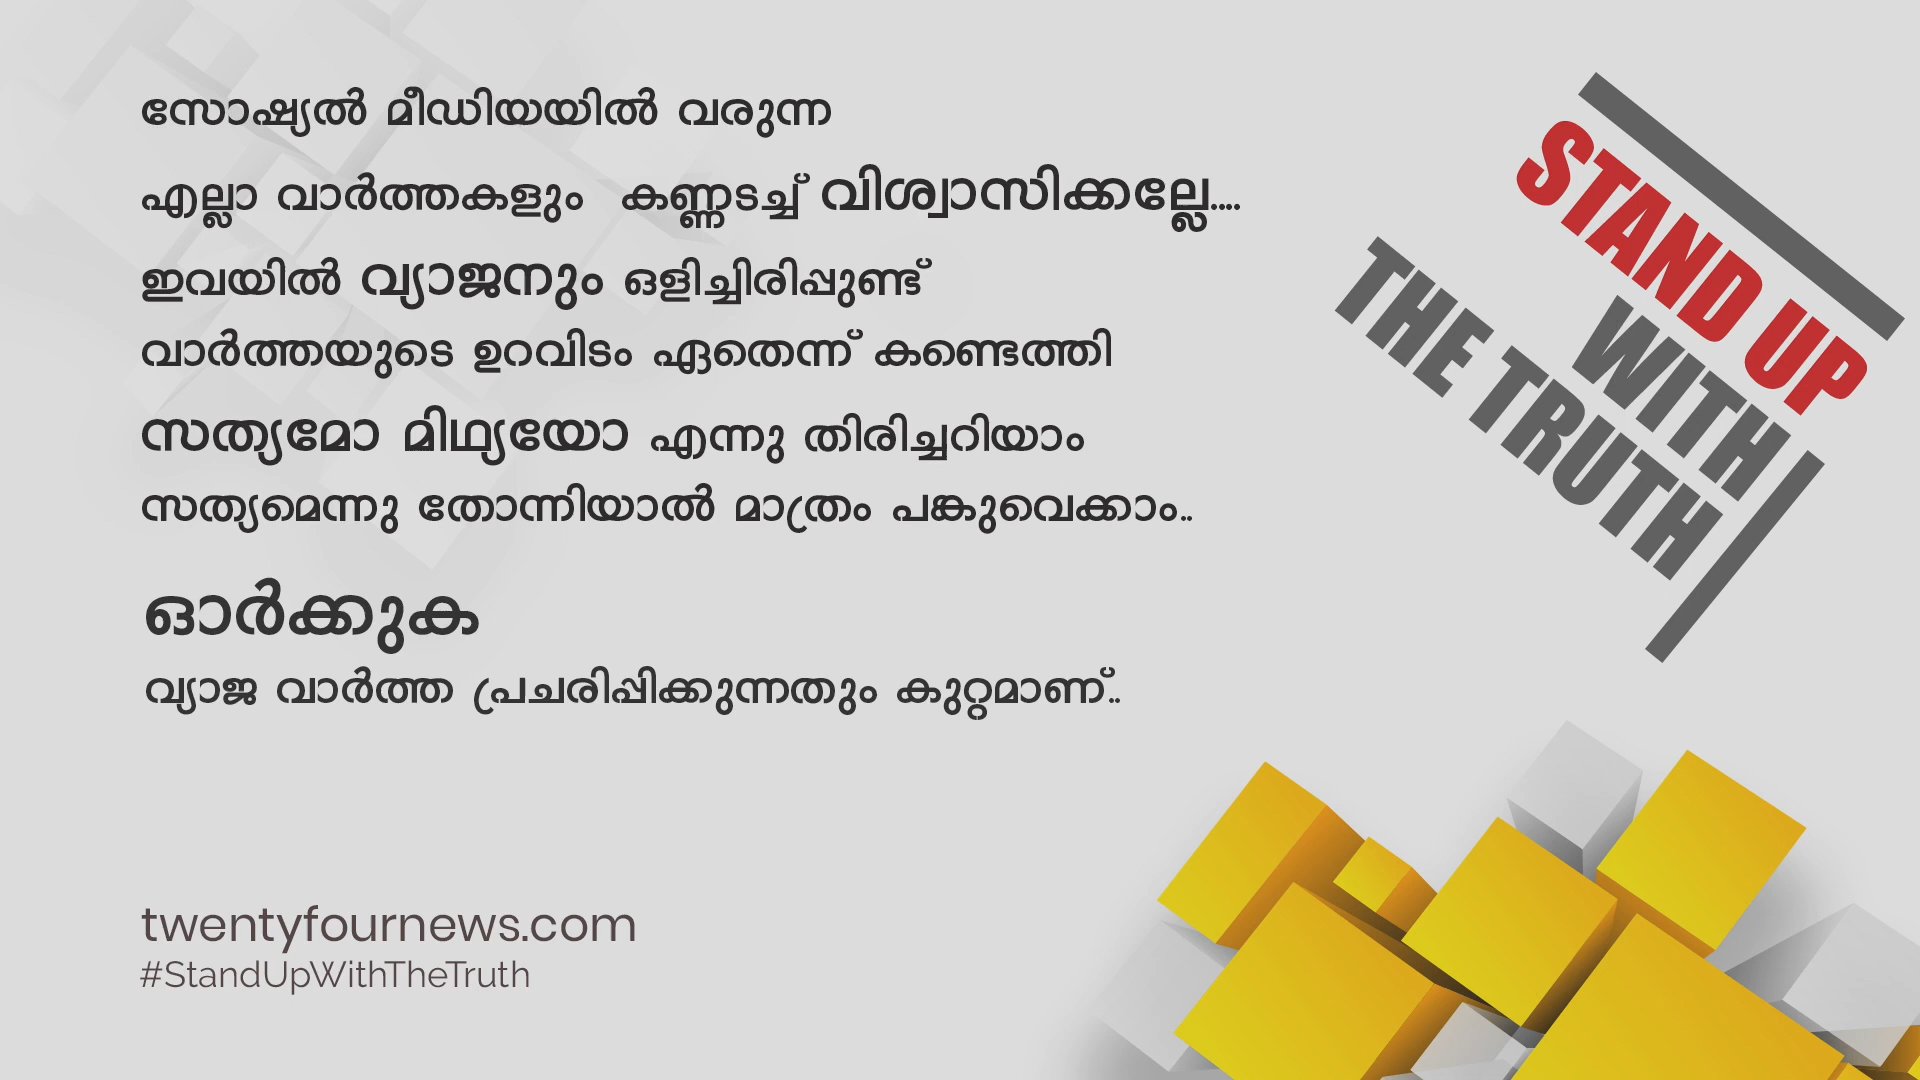 സോഷ്യൽ മീഡിയയിൽ വരുന്ന
എല്ലാ വാർത്തകളും കണ്ണടച്ച് വിശ്വാസിക്കല്ലേ....
ഇവയിൽ വ്യാജനും ഒളിച്ചിരിപ്പുണ്ട്
വാർത്തയുടെ ഉറവിടം ഏതെന്ന് കണ്ടെത്തി
സത്യമോ മിഥ്യയോ എന്നു തിരിച്ചറിയാം
സത്യമെന്നു തോന്നിയാൽ മാത്രം പങ്കുവെക്കാം..
ഓർക്കുക
വ്യാജ വാർത്ത പ്രചരിപ്പിക്കുന്നതും കുറ്റമാണ്..
twentyfournews.com
#StandUpWithTheTruth
STAND UP
WITH
THE TRUTH